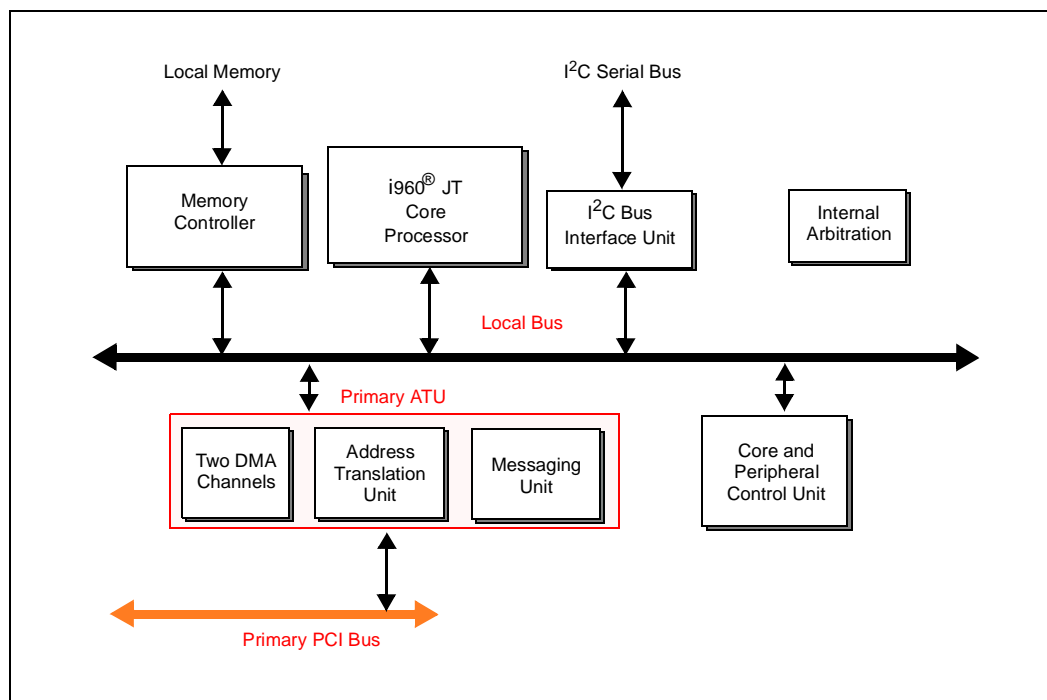 Local Memory
I²C Serial Bus
Memory
Controller
i960® JT
Core
Processor
I²C Bus
Interface Unit
Internal
Arbitration
Local Bus
Primary ATU
Two DMA
Channels
Address
Translation
Unit
Messaging
Unit
Core and
Peripheral
Control Unit
Primary PCI Bus